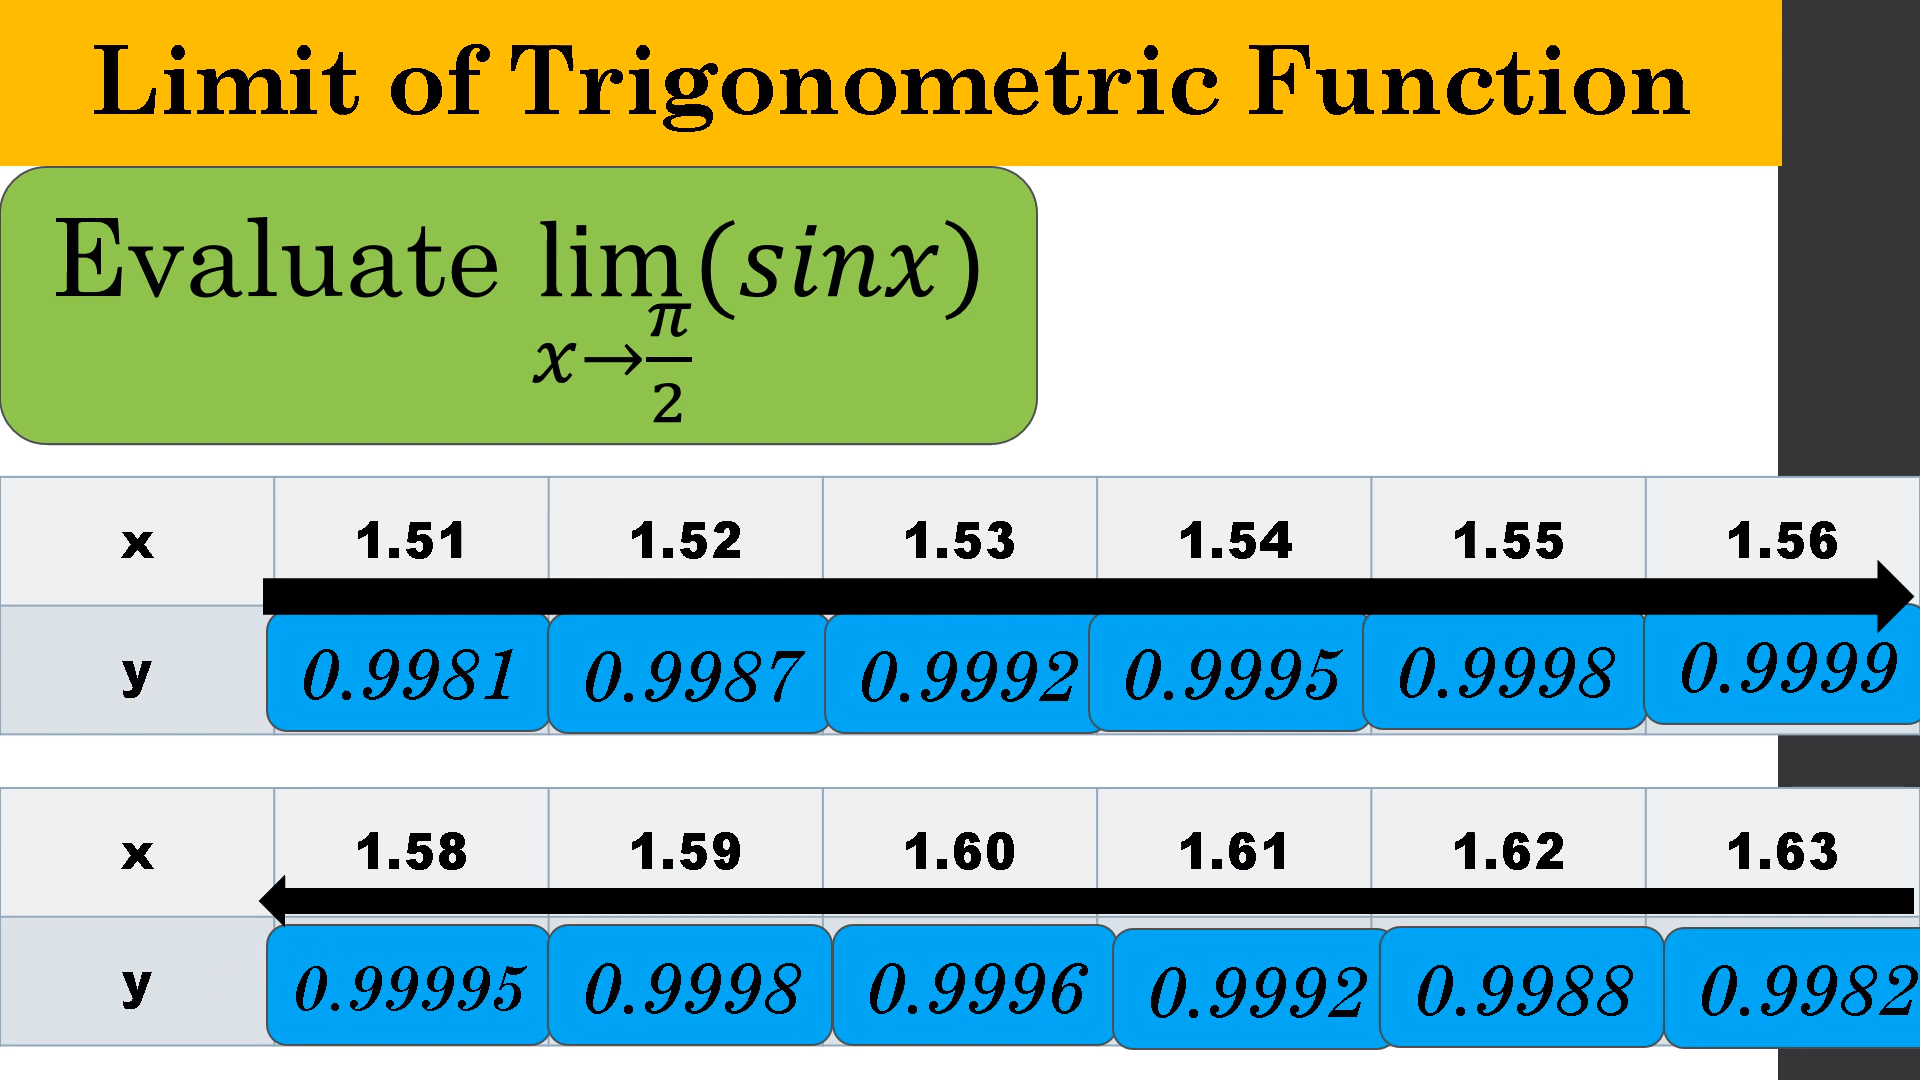 Limit of Trigonometric Function
Evaluate lim(sinx)
x→π/2
x 1.51 1.52 1.53 1.54 1.55 1.56
y 0.9981 0.9987 0.9992 0.9995 0.9998 0.9999
x 1.58 1.59 1.60 1.61 1.62 1.63
y 0.99995 0.9998 0.9996 0.9992 0.9988 0.9982